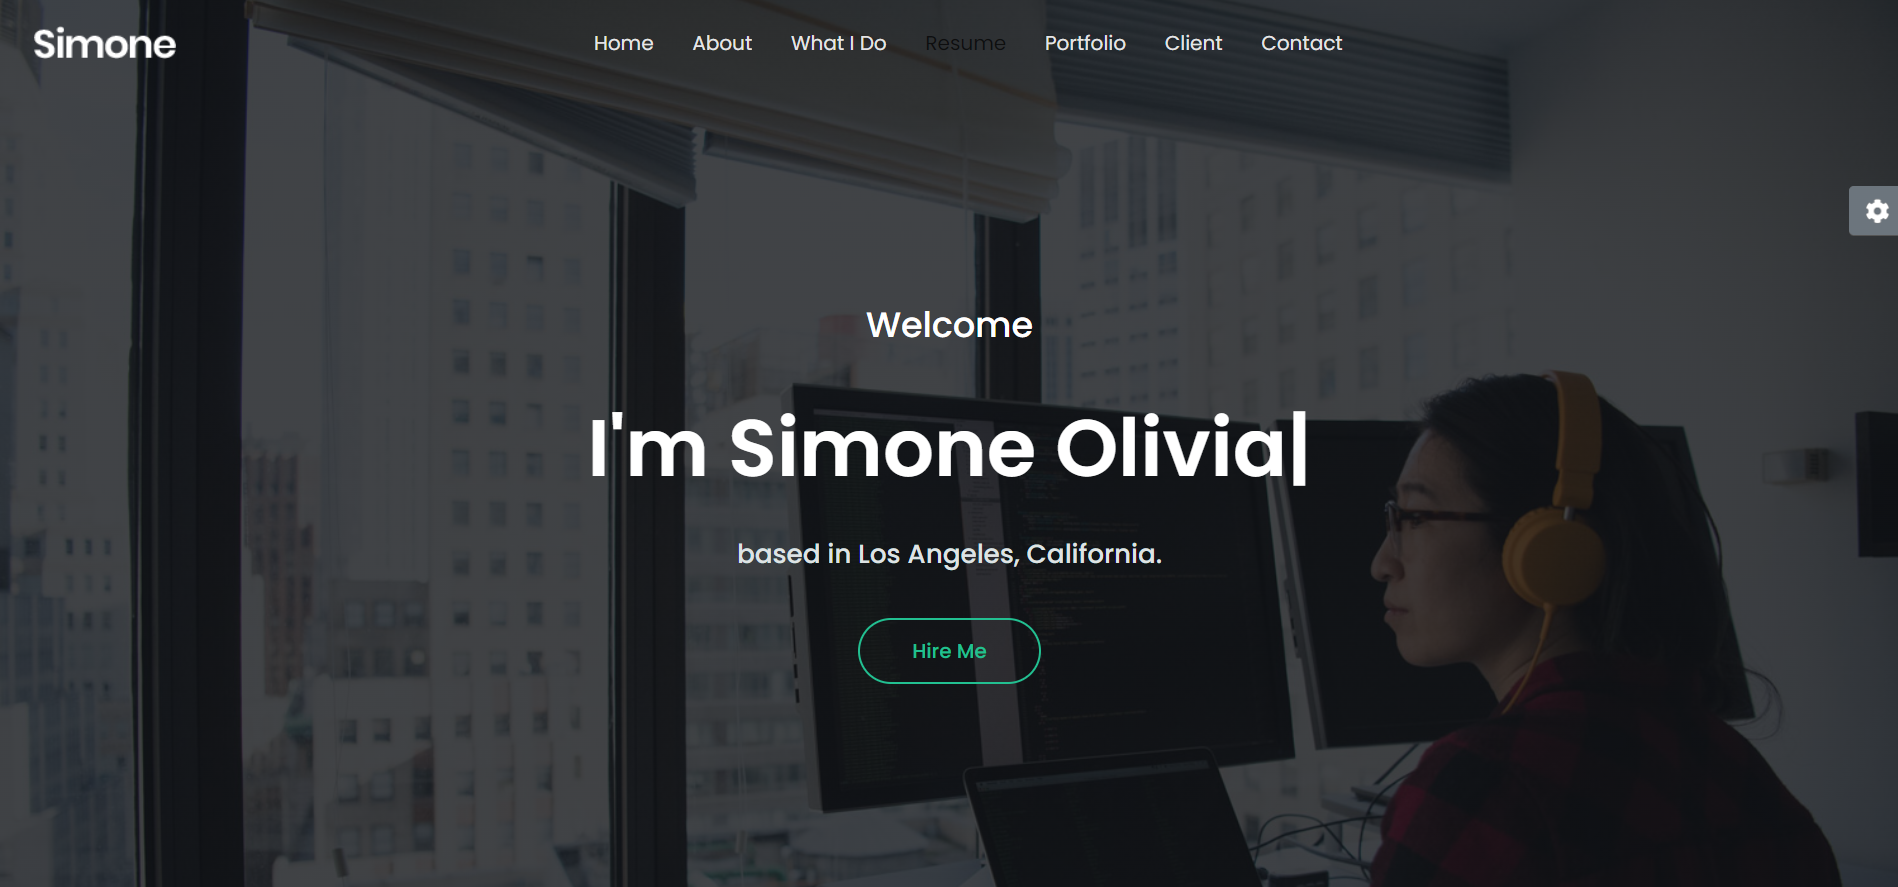 Simone
Home About What I Do Resume Portfolio Client Contact
Welcome
I'm Simone Olivia|
based in Los Angeles, California.
Hire Me